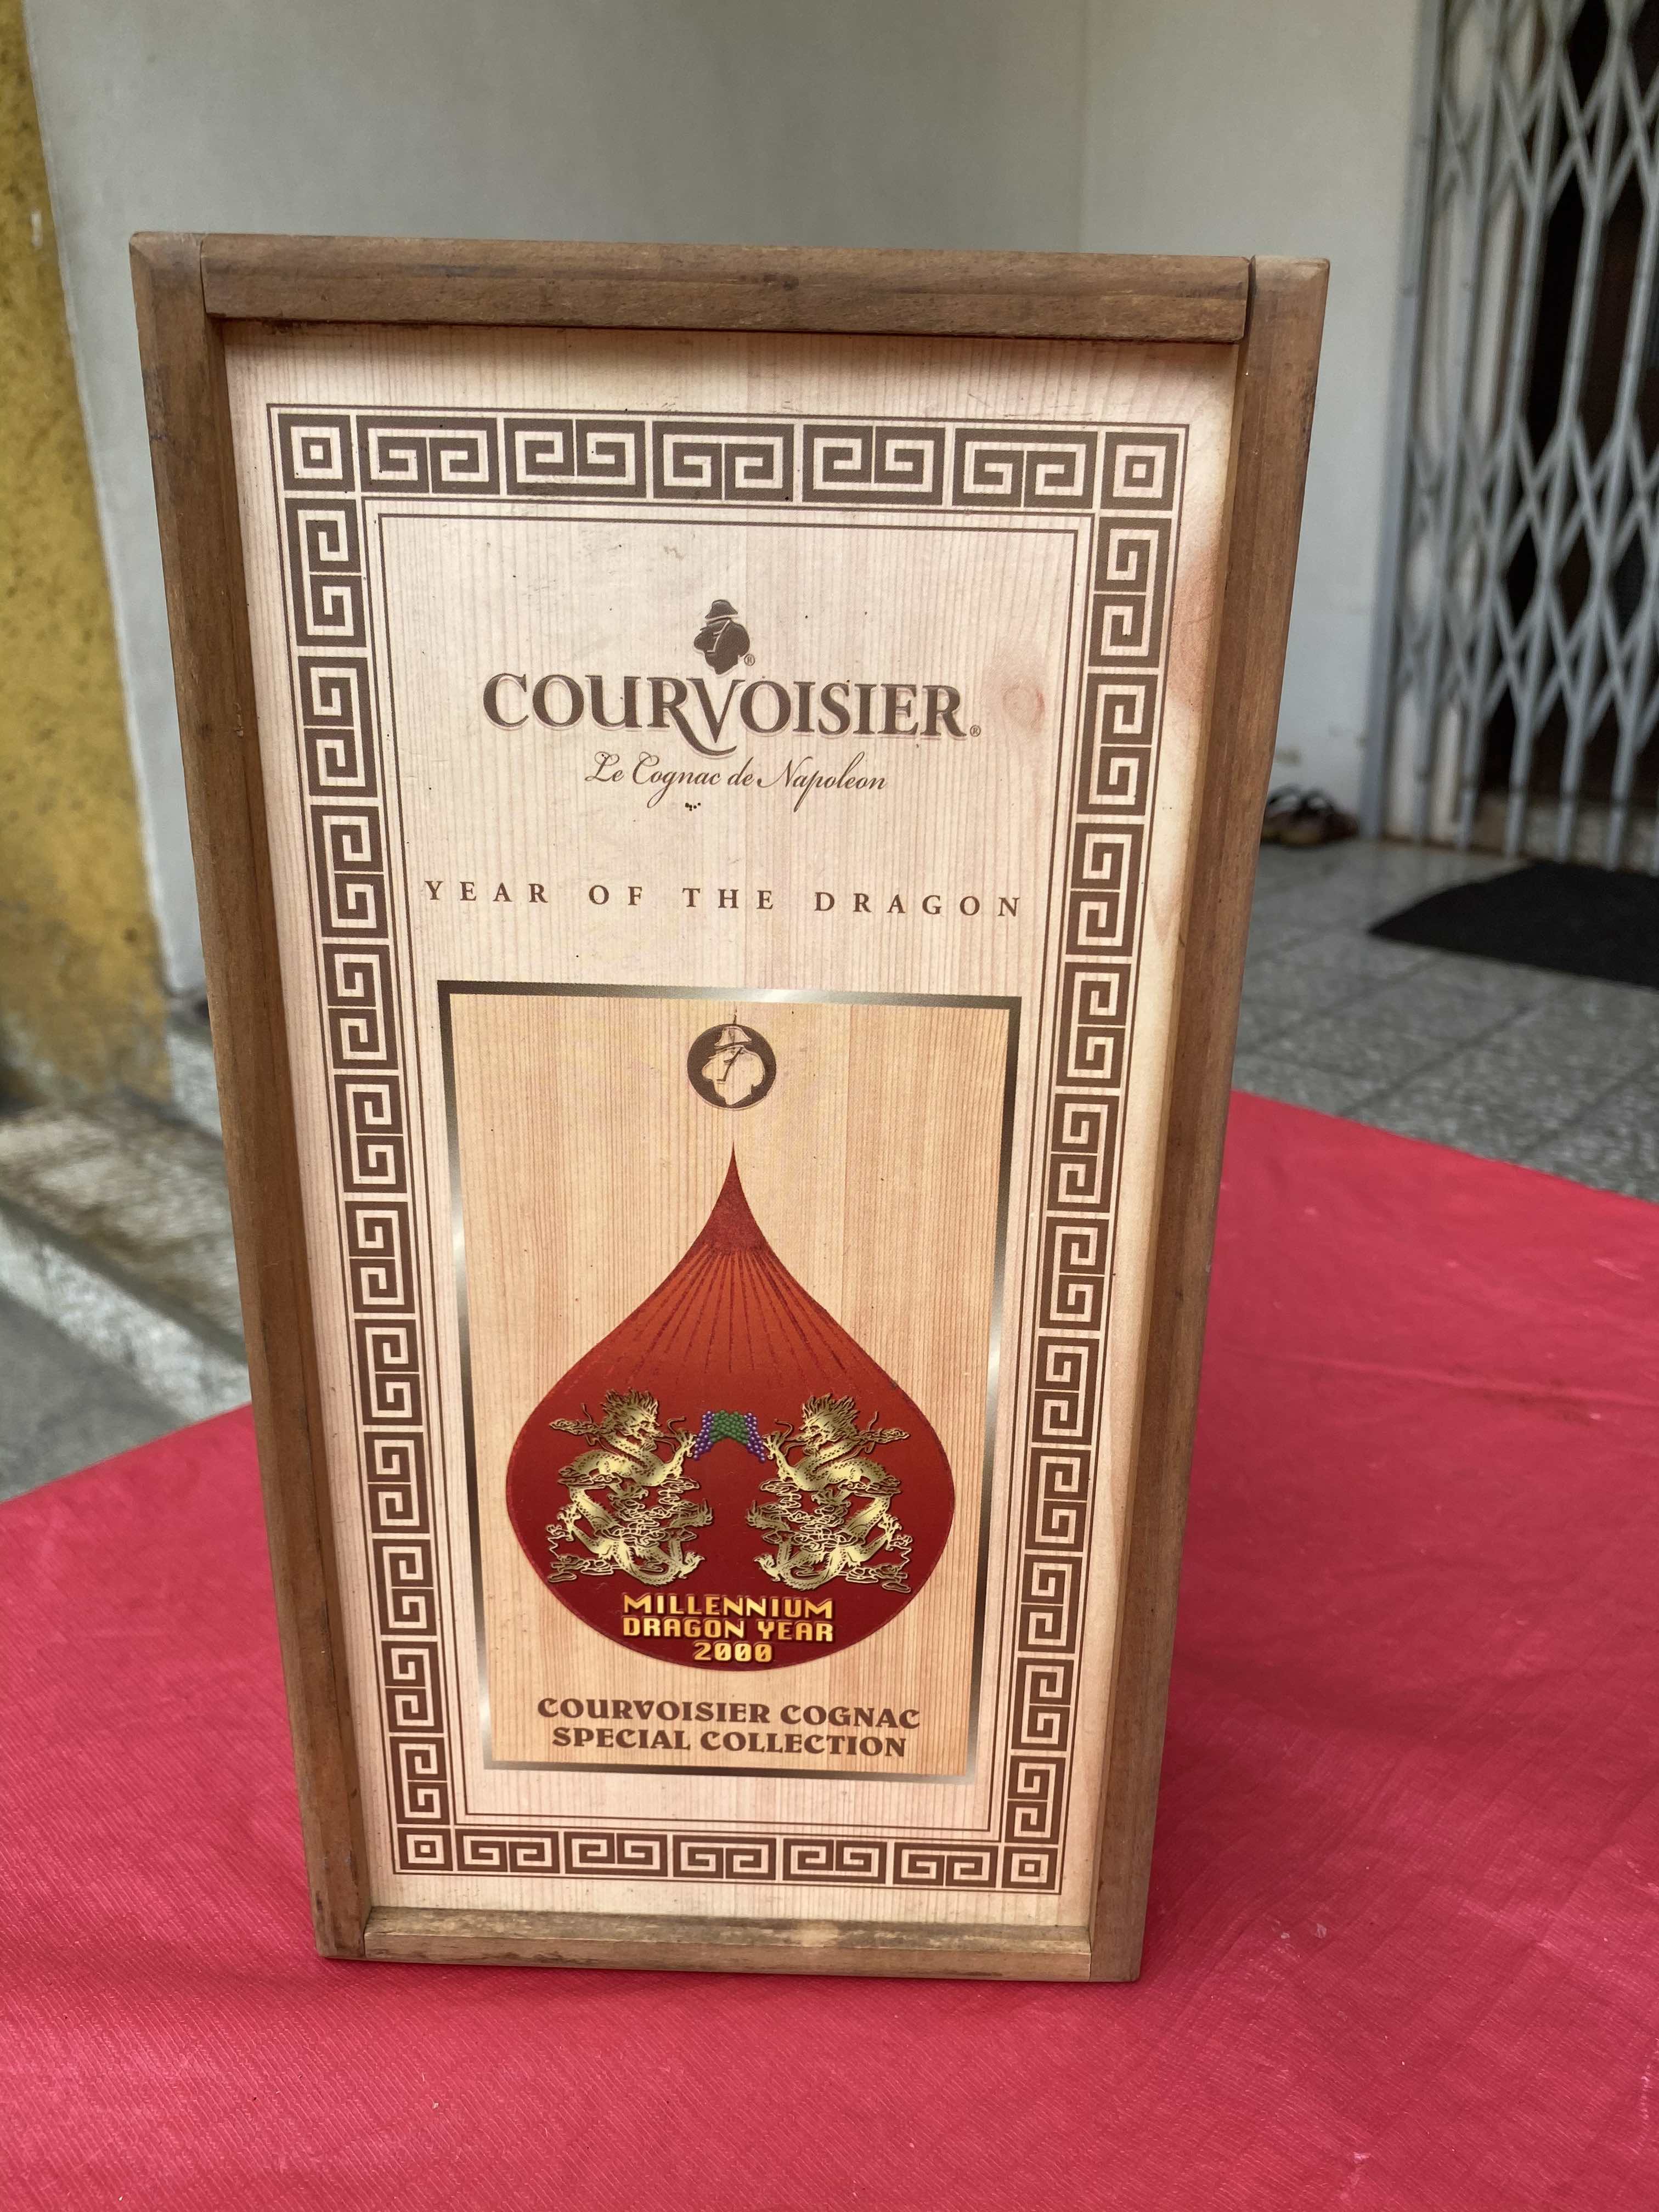 ®
COURVOISIER®
Le Cognac de Napoleon
YEAR OF THE DRAGON
MILLENNIUM
DRAGON YEAR
2000
COURVOISIER COGNAC
SPECIAL COLLECTION